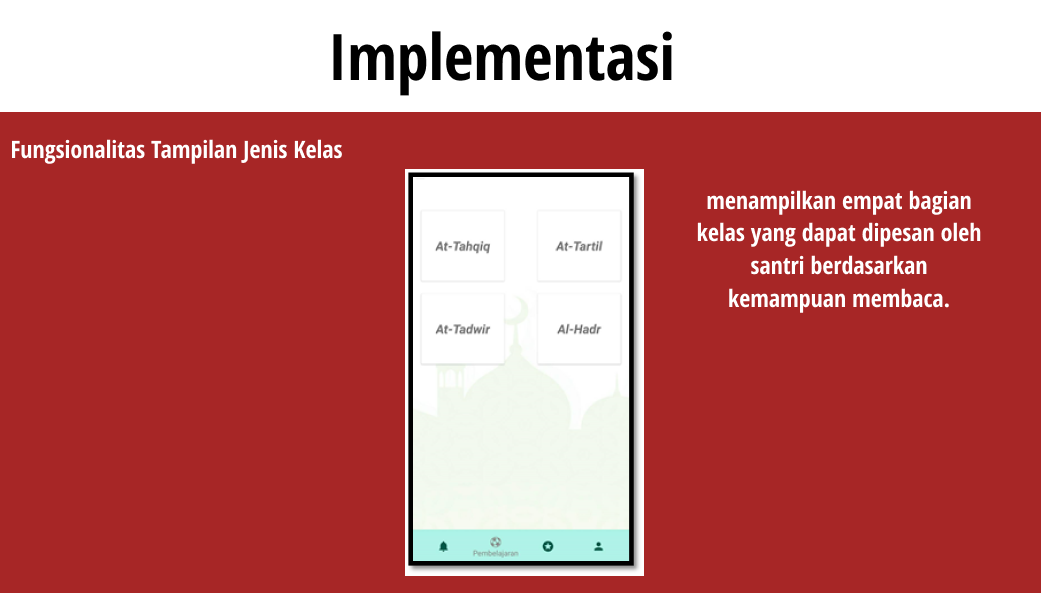 Implementasi
Fungsionalitas Tampilan Jenis Kelas
At-Tahqiq
At-Tartil
At-Tadwir
Al-Hadr
Pembelajaran
menampilkan empat bagian
kelas yang dapat dipesan oleh
santri berdasarkan
kemampuan membaca.